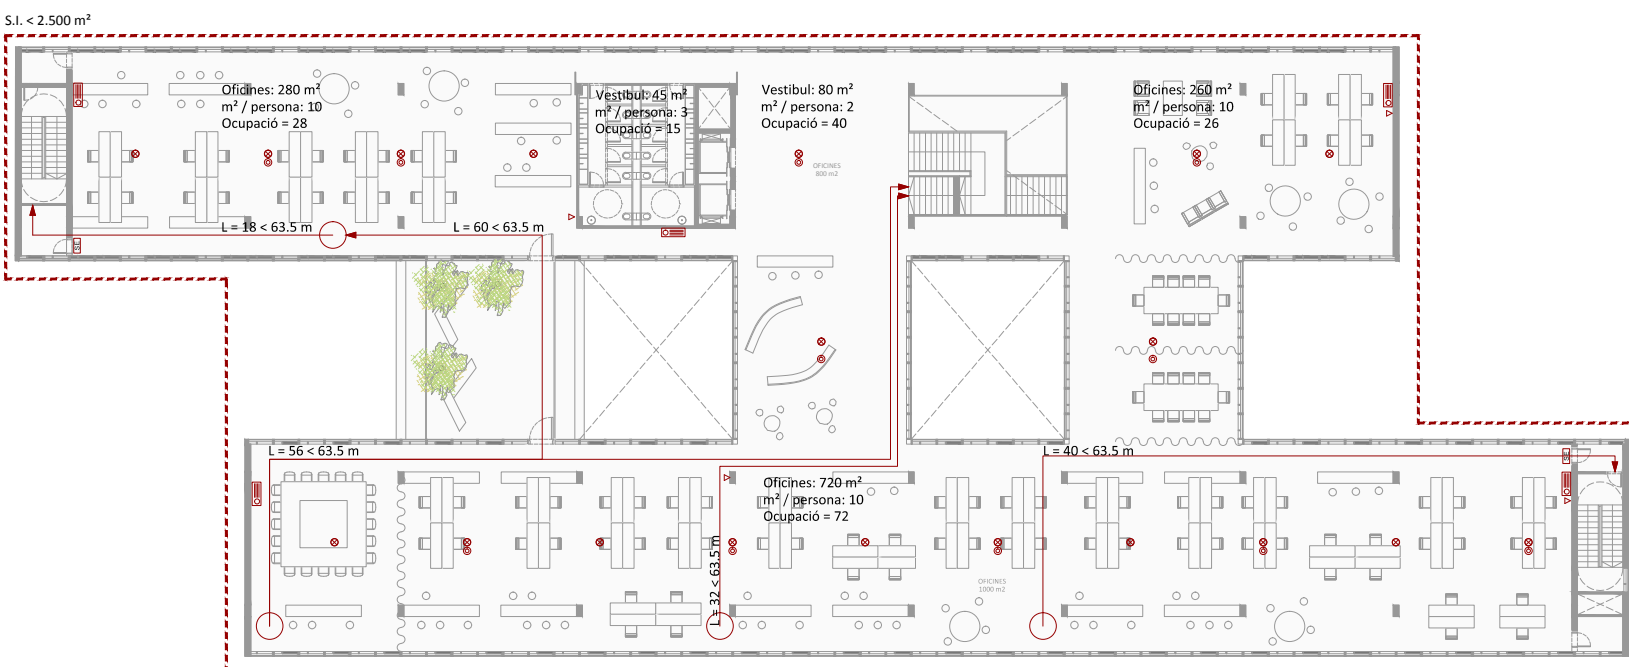 S.I. < 2.500 m²
Oficines: 280 m²
m² / persona: 10
Ocupació = 28
Vestibul: 45 m²
m² / persona: 3
Ocupació = 15
Vestibul: 80 m²
m² / persona: 2
Ocupació = 40
OFICINES
800 m2
Oficines: 260 m²
m² / persona: 10
Ocupació = 26
L = 18 < 63.5 m
L = 60 < 63.5 m
SE
L = 56 < 63.5 m
L = 40 < 63.5 m
SE
Oficines: 720 m²
m² / persona: 10
Ocupació = 72
L = 32 < 63.5 m
OFICINES
1000 m2